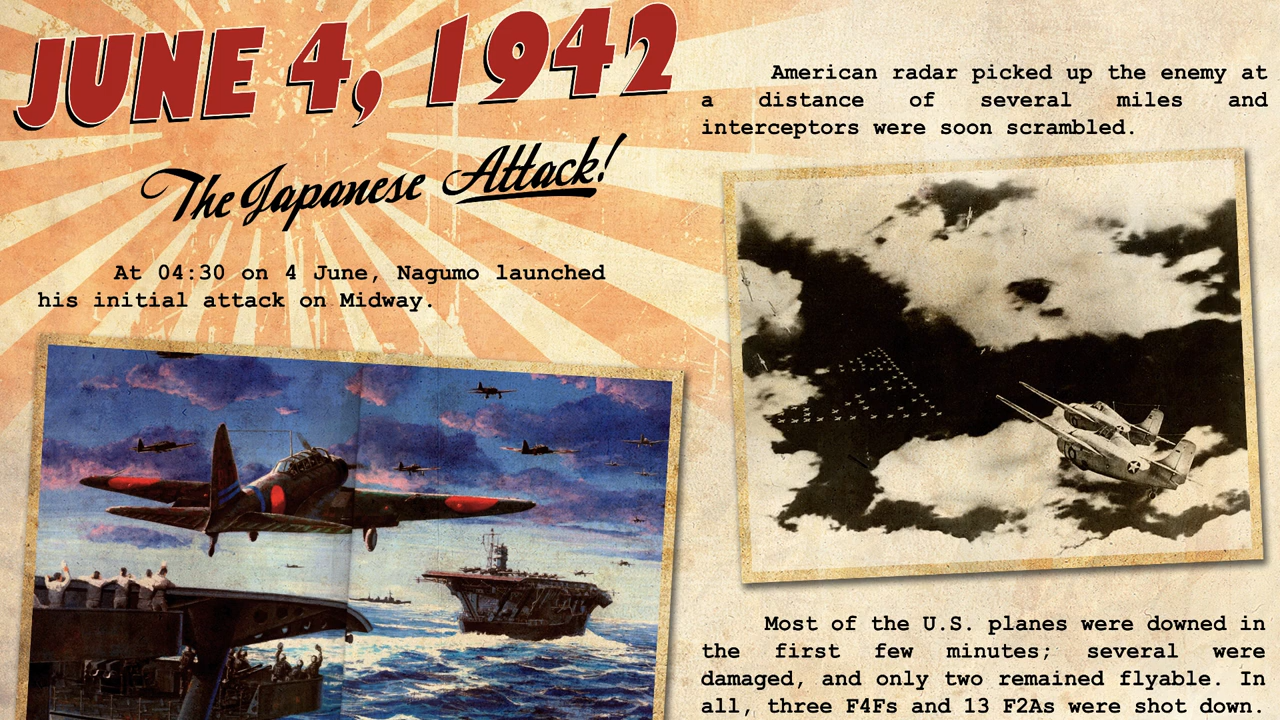 JUNE 4, 1942
The Japanese Attack!
At 04:30 on 4 June, Nagumo launched
his initial attack on Midway.
American radar picked up the enemy at
a distance of several miles and
interceptors were soon scrambled.
Most of the U.S. planes were downed in
the first few minutes; several were
damaged, and only two remained flyable. In
all, three F4Fs and 13 F2As were shot down.